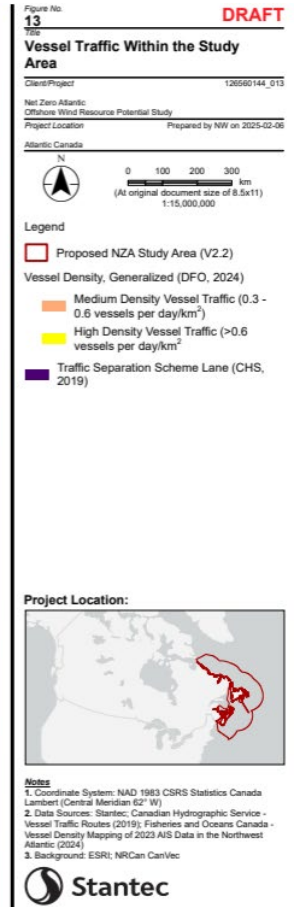 Figure No.
13
DRAFT
Title
Vessel Traffic Within the Study
Area
Client/Project 126560144_013
Net Zero Atlantic
Offshore Wind Resource Potential Study
Project Location Prepared by NW on 2025-02-06
Atlantic Canada
N
0 100 200 300
km
(At original document size of 8.5x11)
1:15,000,000
Legend
Proposed NZA Study Area (V2.2)
Vessel Density, Generalized (DFO, 2024)
Medium Density Vessel Traffic (0.3 -
0.6 vessels per day/km²)
High Density Vessel Traffic (>0.6
vessels per day/km²
Traffic Separation Scheme Lane (CHS,
2019)
Project Location:
Notes
1. Coordinate System: NAD 1983 CSRS Statistics Canada
Lambert (Central Meridian 62° W)
2. Data Sources: Stantec; Canadian Hydrographic Service -
Vessel Traffic Routes (2019); Fisheries and Oceans Canada -
Vessel Density Mapping of 2023 AIS Data in the Northwest
Atlantic (2024)
3. Background: ESRI; NRCan CanVec
Stantec